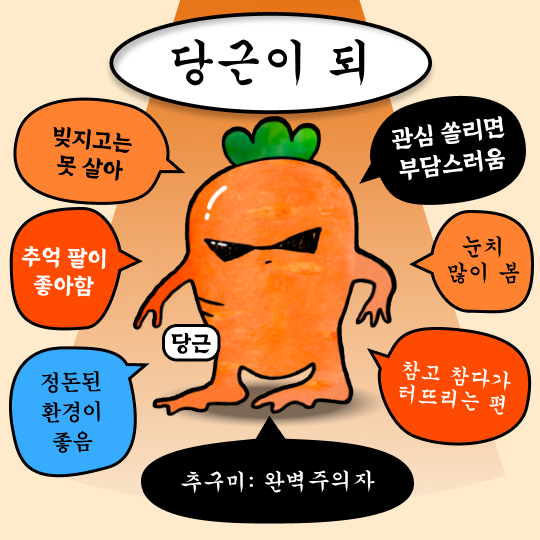 당근이 되
빚지고는
못 살아
관심 쏠리면
부담스러움
추억 팔이
좋아함
눈치
많이 봄
당근
정돈된
환경이
좋음
참고 참다가
터뜨리는 편
추구미: 완벽주의자